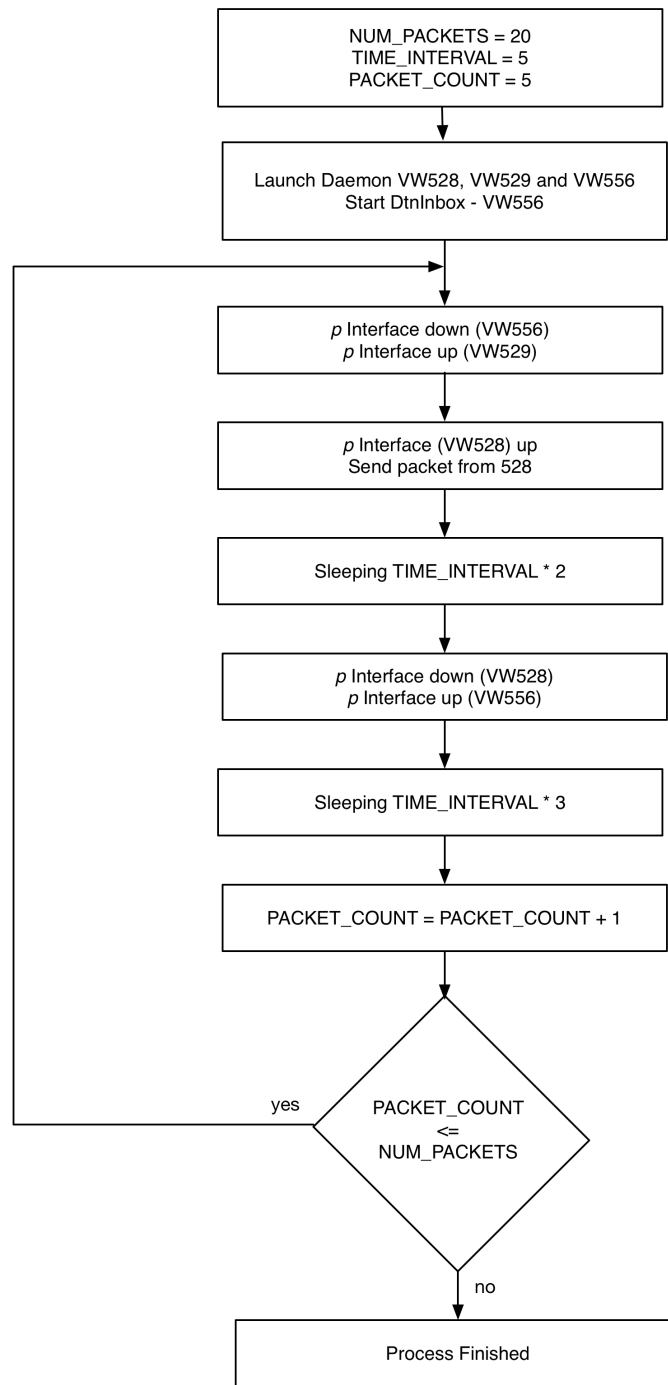 NUM_PACKETS = 20
TIME_INTERVAL = 5
PACKET_COUNT = 5
Launch Daemon VW528, VW529 and VW556
Start DtnInbox - VW556
p Interface down (VW556)
p Interface up (VW529)
p Interface (VW528) up
Send packet from 528
Sleeping TIME_INTERVAL * 2
p Interface down (VW528)
p Interface up (VW556)
Sleeping TIME_INTERVAL * 3
PACKET_COUNT = PACKET_COUNT + 1
yes
PACKET_COUNT
<=
NUM_PACKETS
no
Process Finished